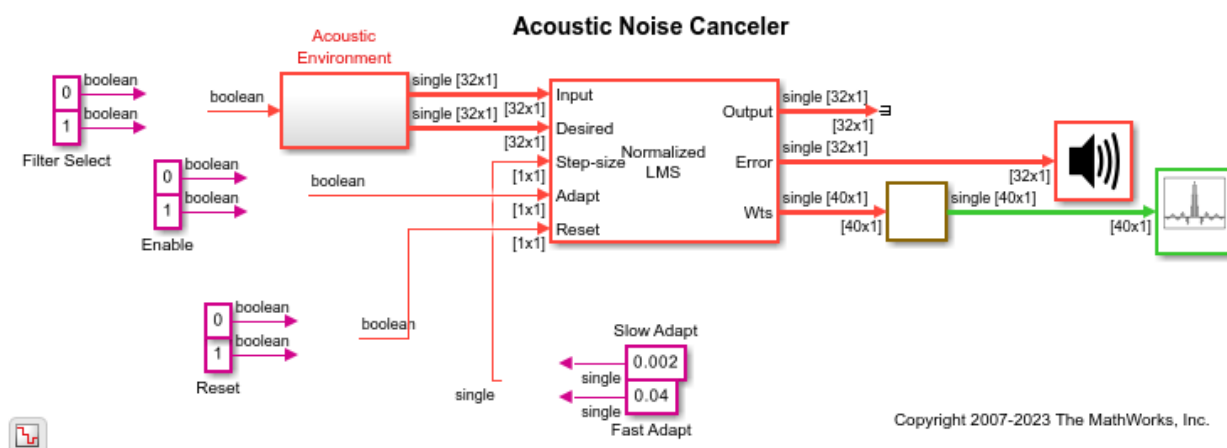 Acoustic Noise Canceler
Acoustic
Environment
boolean
0
boolean
1
Filter Select
boolean
single [32x1]
[32x1]
single [32x1]
[32x1]
Input
Desired
Step-size
[1x1]
Adapt
[1x1]
Reset
[1x1]
Normalized
LMS
Output
Error
Wts
single [32x1]
[32x1]
single [32x1]
[32x1]
single [40x1]
[40x1]
single [40x1]
[40x1]
boolean
0
boolean
1
Enable
boolean
boolean
0
boolean
1
Reset
boolean
single
Slow Adapt
0.002
single
0.04
single
Fast Adapt
Copyright 2007-2023 The MathWorks, Inc.